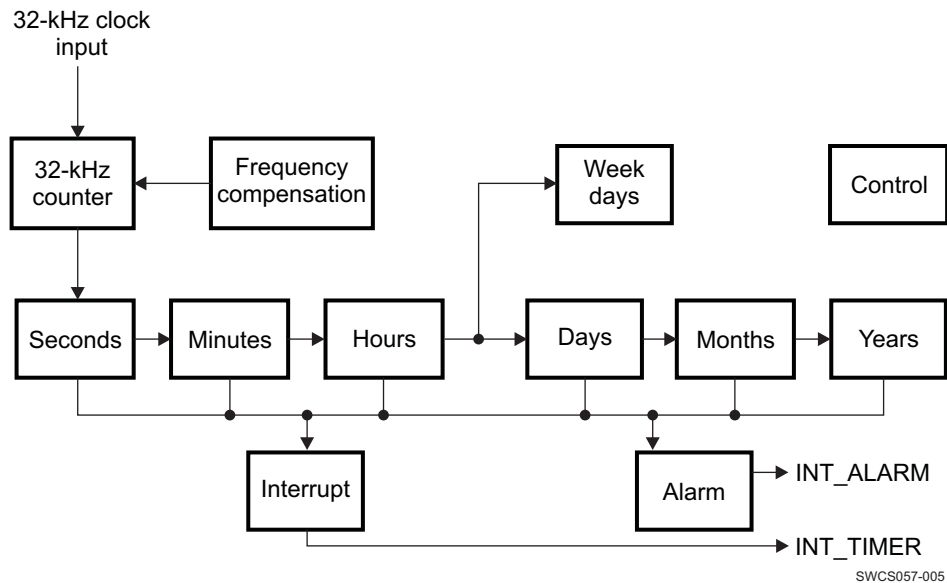 32-kHz clock
input
32-kHz
counter
Frequency
compensation
Week
days
Control
Seconds
Minutes
Hours
Days
Months
Years
Interrupt
Alarm
INT_ALARM
INT_TIMER
SWCS057-005